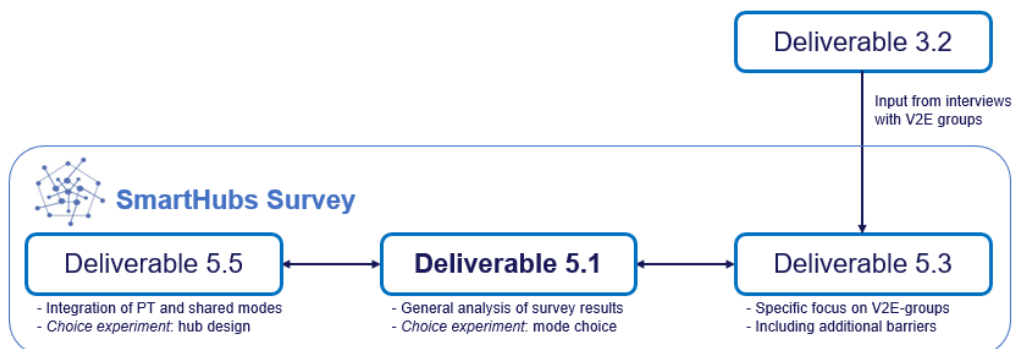 Deliverable 3.2
Input from interviews
with V2E groups
SmartHubs Survey
Deliverable 5.5
- Integration of PT and shared modes
- Choice experiment: hub design
Deliverable 5.1
- General analysis of survey results
- Choice experiment: mode choice
Deliverable 5.3
- Specific focus on V2E-groups
- Including additional barriers